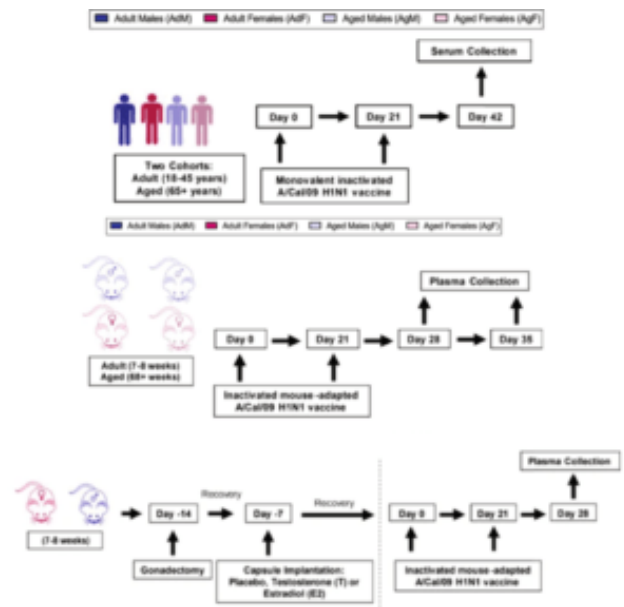 Adult Males (AdM) Adult Females (AdF) Aged Males (AgM) Aged Females (AgF)
Serum Collection
Day 0 Day 21 Day 42
Two Cohorts:
Adult (18-45 years)
Aged (65+ years)
Monovalent inactivated
A/Cal/09 H1N1 vaccine
Adult Males (AdM) Adult Females (AdF) Aged Males (AgM) Aged Females (AgF)
Plasma Collection
Day 0 Day 21 Day 28 Day 35
Adult (7-8 weeks)
Aged (68+ weeks)
Inactivated mouse-adapted
A/Cal/09 H1N1 vaccine
Plasma Collection
Recovery
Recovery
Day -14 Day -7 Day 0 Day 21 Day 28
(7-8 weeks)
Gonadectomy
Capsule Implantation:
Placebo, Testosterone (T) or
Estradiol (E2)
Inactivated mouse-adapted
A/Cal/09 H1N1 vaccine